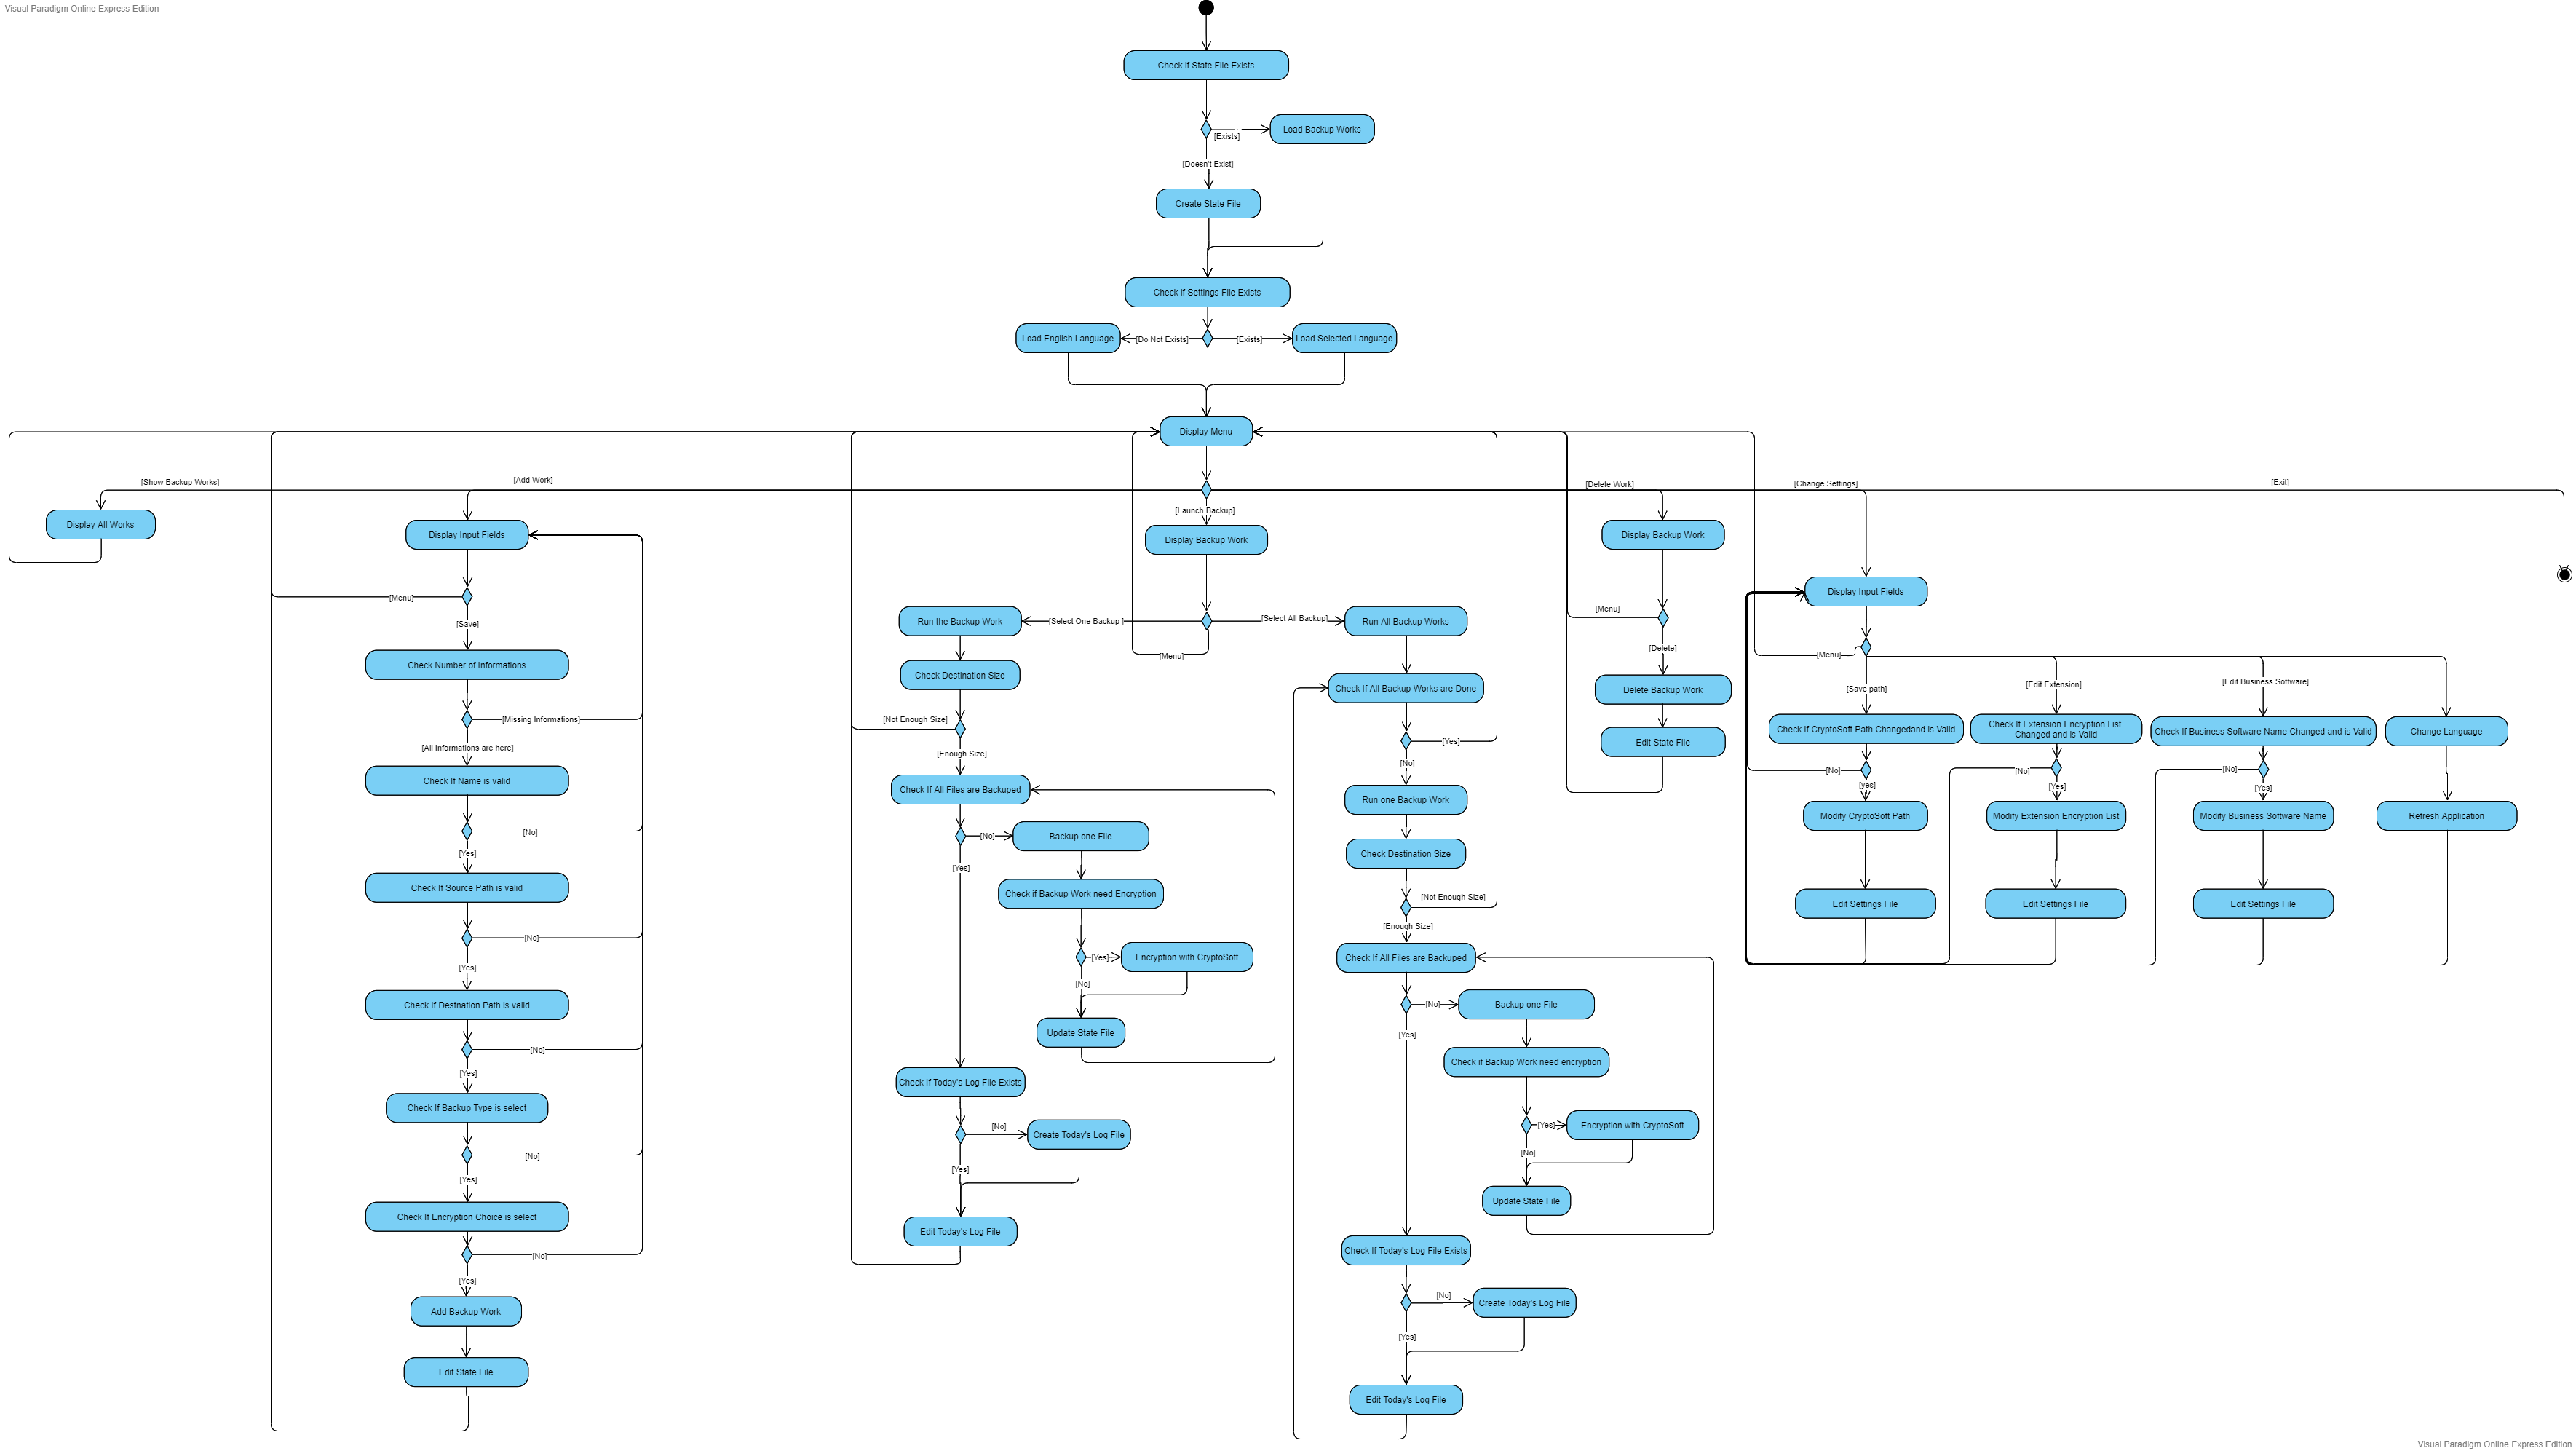 Visual Paradigm Online Express Edition
Check if State File Exists
[Exists]
Load Backup Works
[Doesn't Exist]
Create State File
Check if Settings File Exists
Load English Language
[Do Not Exists]
[Exists]
Load Selected Language
Display Menu
[Show Backup Works]
[Add Work]
[Launch Backup]
[Delete Work]
[Change Settings]
[Exit]
Display All Works
Display Input Fields
[Menu]
[Save]
Check Number of Informations
[Missing Informations]
[All Informations are here]
Check If Name is valid
[No]
[Yes]
Check If Source Path is valid
[No]
[Yes]
Check If Destnation Path is valid
[No]
[Yes]
Check If Backup Type is select
[No]
[Yes]
Check If Encryption Choice is select
[No]
[Yes]
Add Backup Work
Edit State File
Display Backup Work
[Select One Backup ]
[Select All Backup]
[Menu]
Run the Backup Work
Check Destination Size
[Not Enough Size]
[Enough Size]
Check If All Files are Backuped
[No]
Backup one File
[Yes]
Check if Backup Work need Encryption
[Yes]
Encryption with CryptoSoft
[No]
Update State File
Check If Today's Log File Exists
[No]
Create Today's Log File
[Yes]
Edit Today's Log File
Run All Backup Works
Check If All Backup Works are Done
[Yes]
[No]
Run one Backup Work
Check Destination Size
[Not Enough Size]
[Enough Size]
Check If All Files are Backuped
[No]
Backup one File
[Yes]
Check if Backup Work need encryption
[Yes]
Encryption with CryptoSoft
[No]
Update State File
Check If Today's Log File Exists
[No]
Create Today's Log File
[Yes]
Edit Today's Log File
Display Backup Work
[Menu]
[Delete]
Delete Backup Work
Edit State File
Display Input Fields
[Menu]
[Save path]
[Edit Extension]
[Edit Business Software]
Check If CryptoSoft Path Changedand is Valid
[No]
[yes]
Modify CryptoSoft Path
Edit Settings File
Check If Extension Encryption List
Changed and is Valid
[No]
[Yes]
Modify Extension Encryption List
Edit Settings File
Check If Business Software Name Changed and is Valid
[No]
[Yes]
Modify Business Software Name
Edit Settings File
Change Language
Refresh Application
Visual Paradigm Online Express Edition